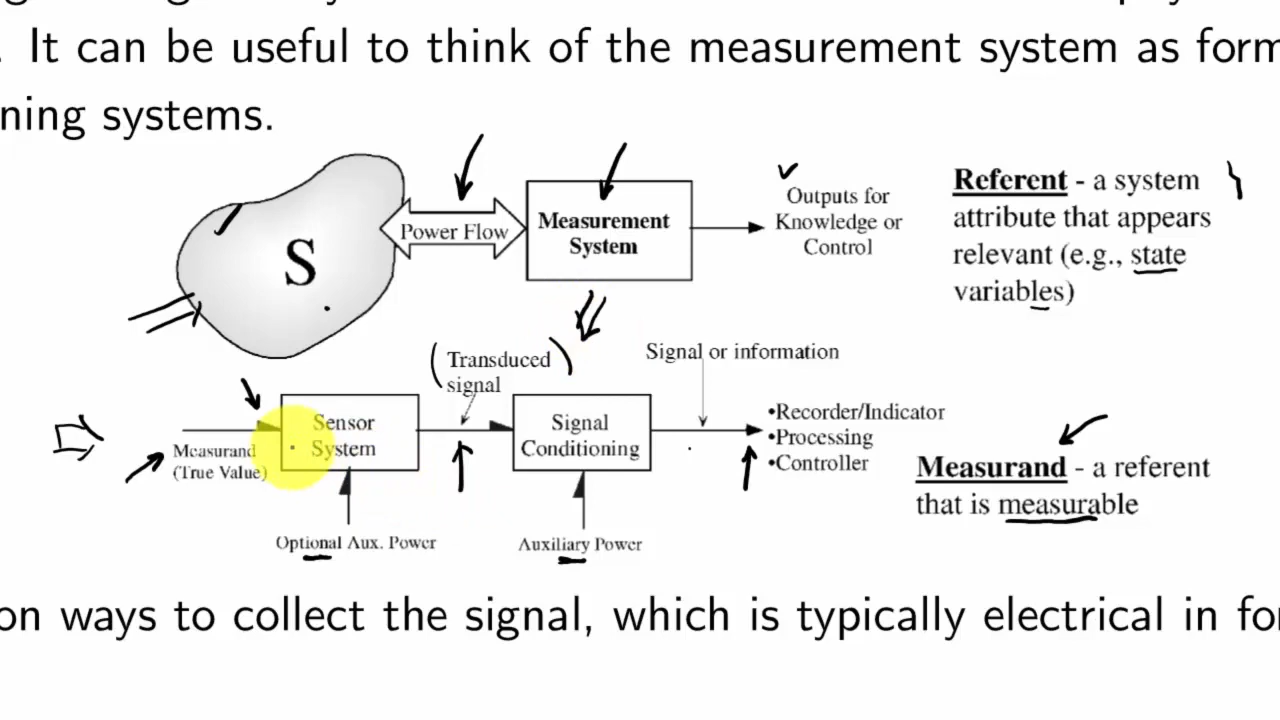 . It can be useful to think of the measurement system as form
ning systems.
S
Power Flow
Measurement
System
Outputs for
Knowledge or
Control
Referent - a system
attribute that appears
relevant (e.g., state
variables)
Transduced
signal
Signal or information
Measurand
(True Value)
Sensor
System
Signal
Conditioning
•Recorder/Indicator
•Processing
•Controller
Measurand - a referent
that is measurable
Optional Aux. Power
Auxiliary Power
on ways to collect the signal, which is typically electrical in fo